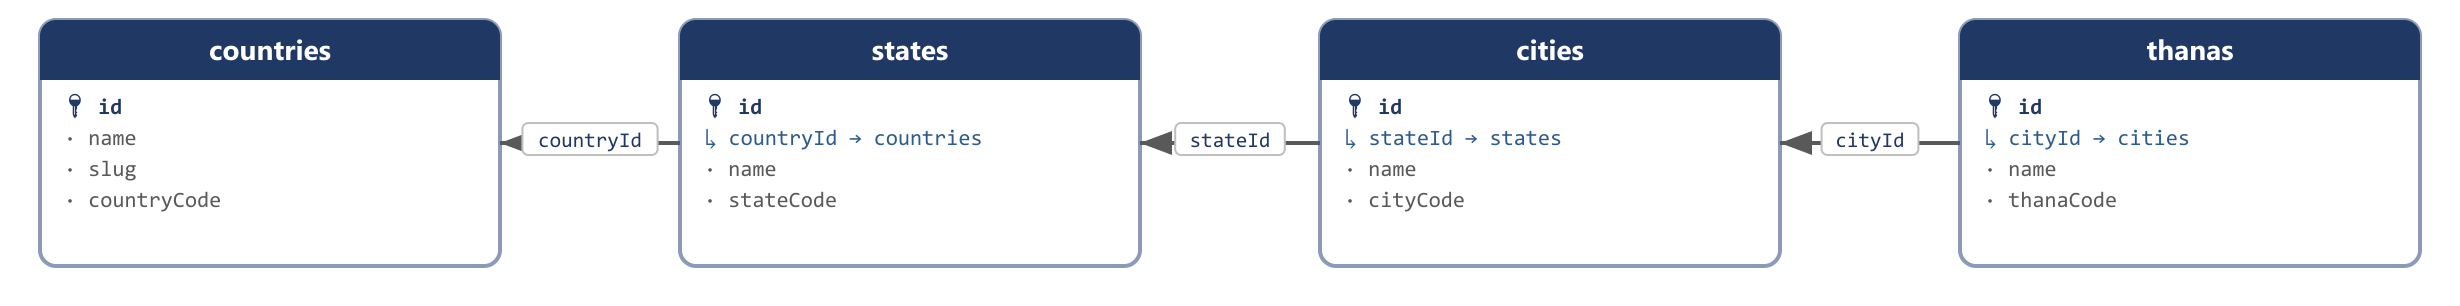 countries
id
· name
· slug
· countryCode
countryId
states
id
↳ countryId → countries
· name
· stateCode
stateId
cities
id
↳ stateId → states
· name
· cityCode
cityId
thanas
id
↳ cityId → cities
· name
· thanaCode